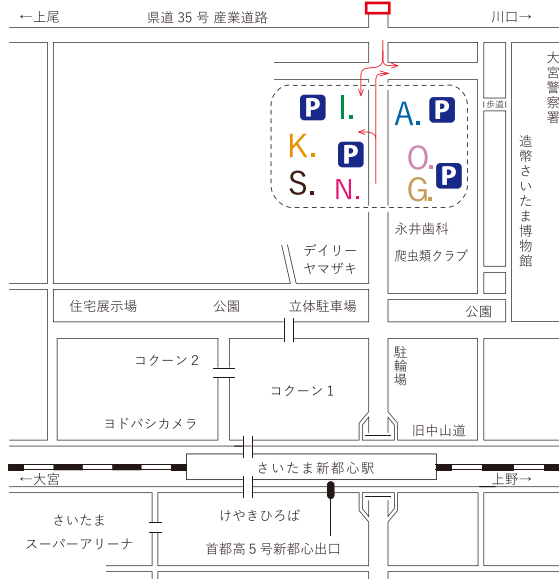 ←上尾
県道35号 産業道路
川口→
大宮警察署
歩道
造幣さいたま博物館
P I.
A. P
K. P
O.
S.
N.
G. P
永井歯科
爬虫類クラブ
デイリー
ヤマザキ
住宅展示場
公園
立体駐車場
公園
コクーン2
コクーン1
駐輪場
ヨドバシカメラ
旧中山道
さいたま新都心駅
←大宮
上野→
けやきひろば
さいたま
スーパーアリーナ
首都高5号新都心出口